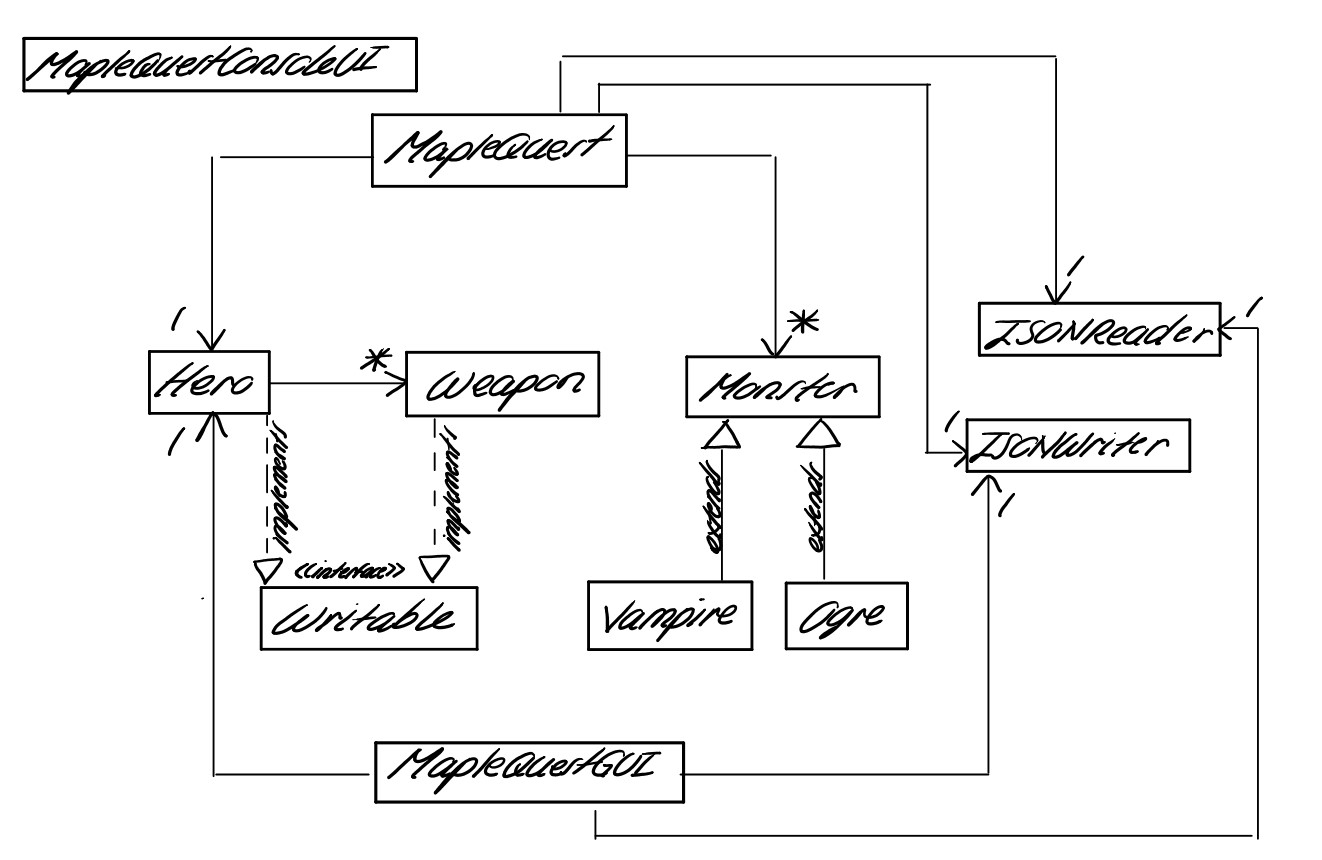 MapleQuestConsoleUI
MapleQuest
1
*
1
1
JSONReader
Hero
*
Weapon
Monster
1
1
JSONWriter
1
implements
implements
extends
extends
<<interface>>
Writable
Vampire
Ogre
MapleQuestGUI